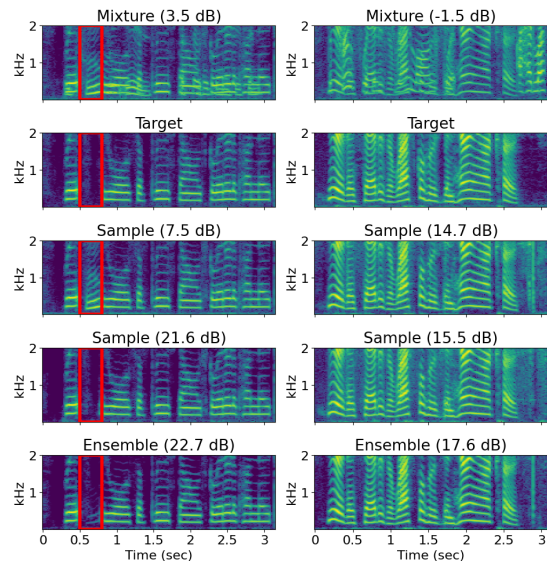 Mixture (3.5 dB) Mixture (-1.5 dB)
2
1
kHz
2
1
kHz
Target Target
2
1
kHz
2
1
kHz
Sample (7.5 dB) Sample (14.7 dB)
2
1
kHz
2
1
kHz
Sample (21.6 dB) Sample (15.5 dB)
2
1
kHz
2
1
kHz
Ensemble (22.7 dB) Ensemble (17.6 dB)
2
1
kHz
2
1
kHz
0 0.5 1 1.5 2 2.5 3 0 0.5 1 1.5 2 2.5 3
Time (sec) Time (sec)